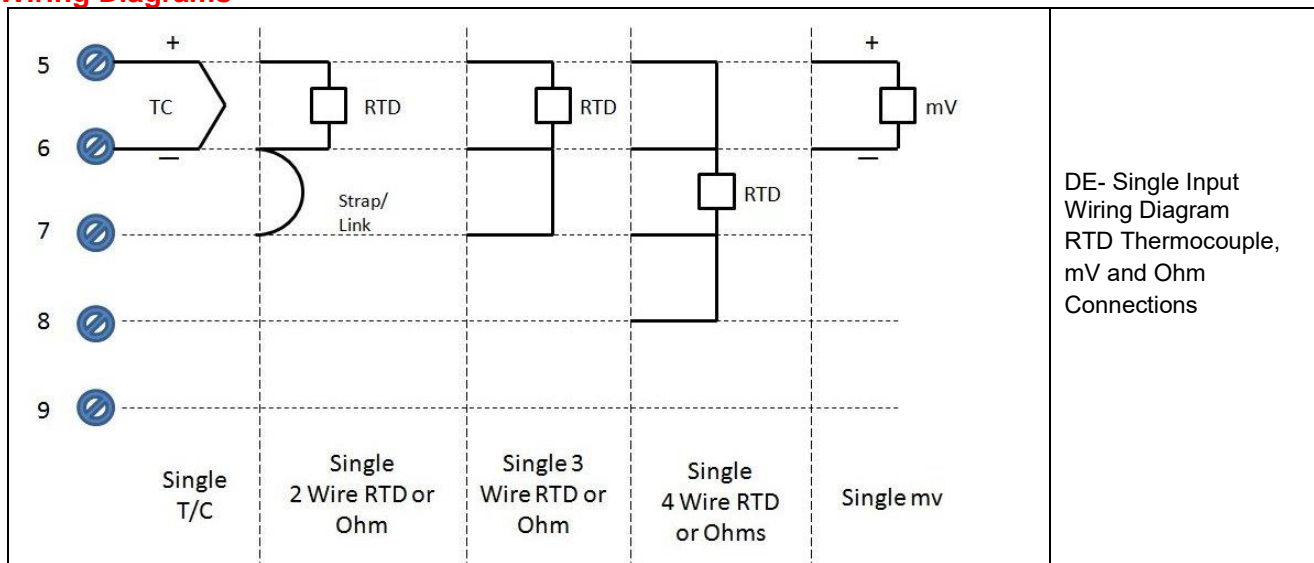 Wiring Diagrams
+
+
5
TC
RTD
RTD
mV
6
—
—
RTD
Strap/
Link
7
8
9
Single
T/C
Single
2 Wire RTD or
Ohm
Single 3
Wire RTD or
Ohm
Single
4 Wire RTD
or Ohms
Single mv
DE- Single Input
Wiring Diagram
RTD Thermocouple,
mV and Ohm
Connections